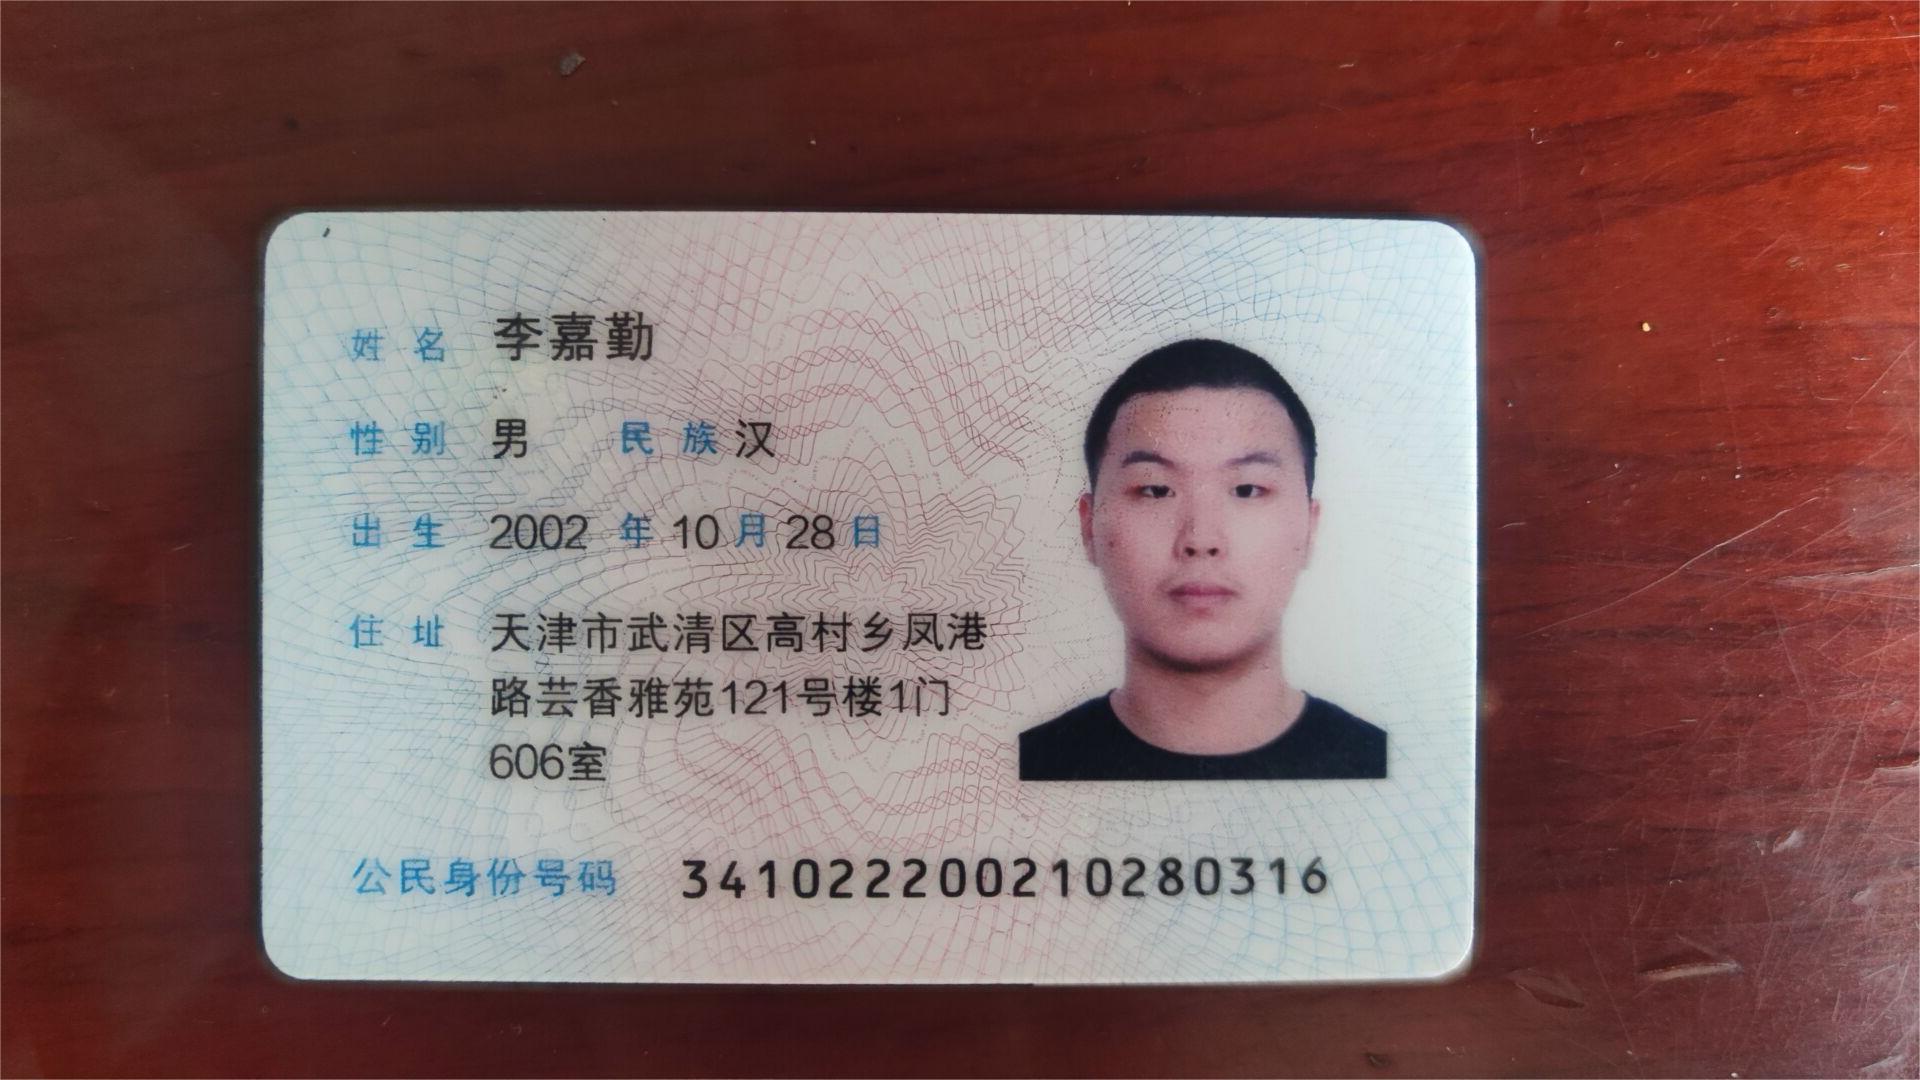 姓名 李嘉勤
性别 男 民族 汉
出生 2002 年 10 月 28 日
住址 天津市武清区高村乡凤港
路芸香雅苑121号楼1门
606室
公民身份号码 341022200210280316